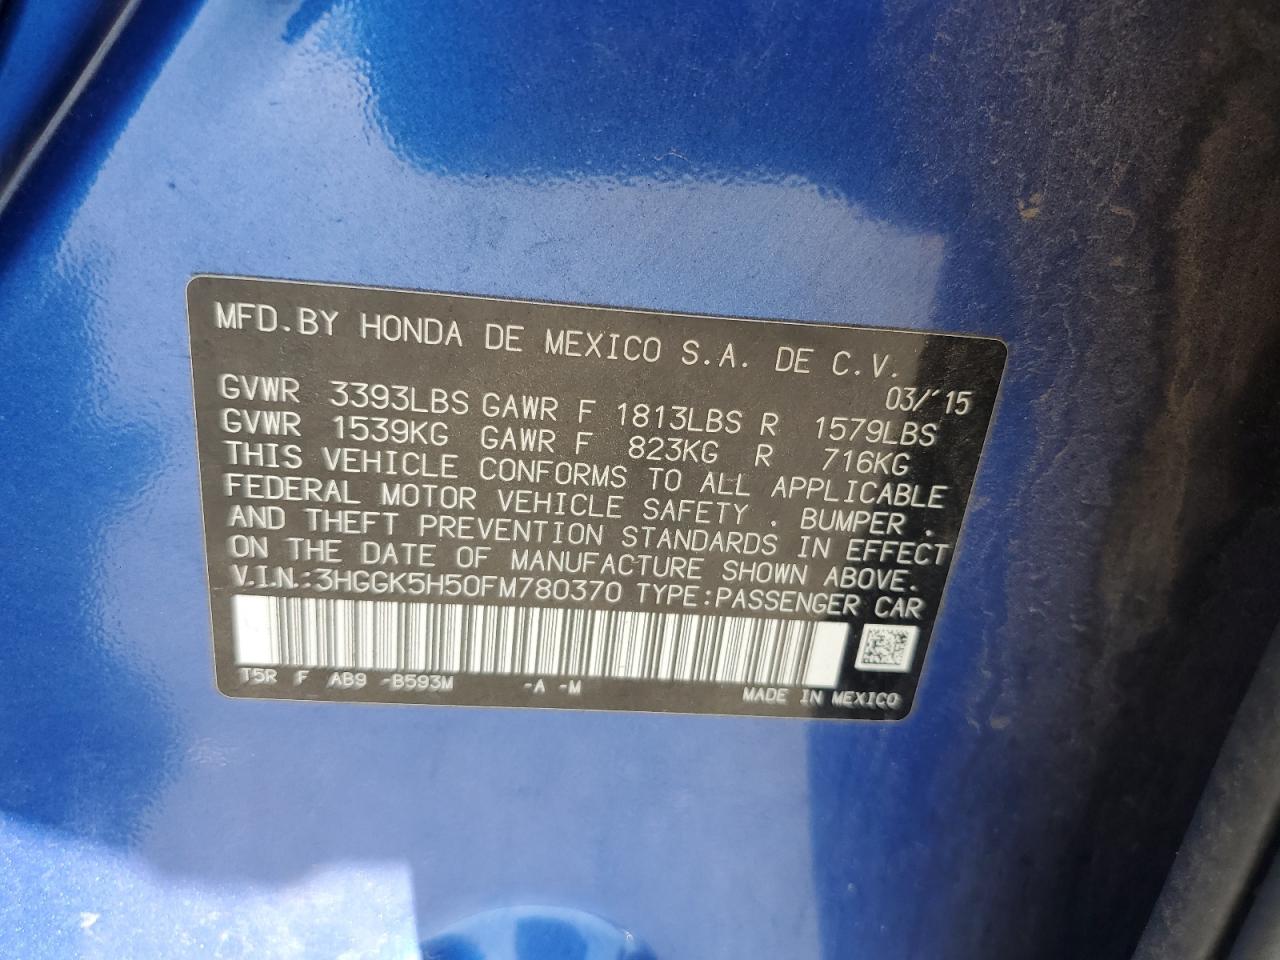 MFD.BY HONDA DE MEXICO S.A. DE C.V.
03/'15
GVWR 3393LBS GAWR F 1813LBS R 1579LBS
GVWR 1539KG GAWR F 823KG R 716KG
THIS VEHICLE CONFORMS TO ALL APPLICABLE
FEDERAL MOTOR VEHICLE SAFETY , BUMPER ,
AND THEFT PREVENTION STANDARDS IN EFFECT
ON THE DATE OF MANUFACTURE SHOWN ABOVE.
V.I.N.:3HGGK5H50FM780370 TYPE:PASSENGER CAR
T5R F AB9 -B593M -A -M MADE IN MEXICO